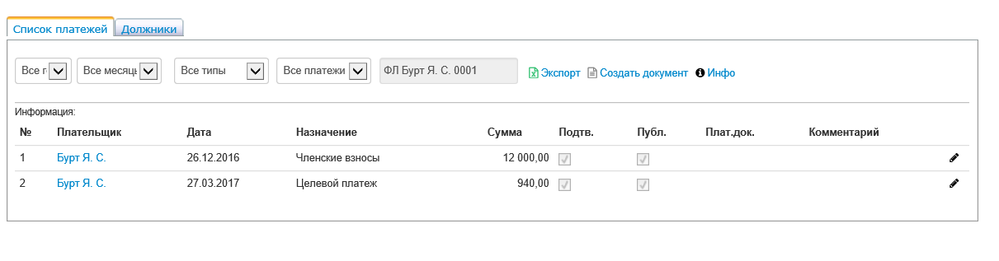 Список платежей Должники
Все г Все месяц Все типы Все платежи ФЛ Бурт Я. С. 0001 Экспорт Создать документ Инфо
Информация:
№ Плательщик Дата Назначение Сумма Подтв. Публ. Плат.док. Комментарий
1 Бурт Я. С. 26.12.2016 Членские взносы 12 000,00
2 Бурт Я. С. 27.03.2017 Целевой платеж 940,00